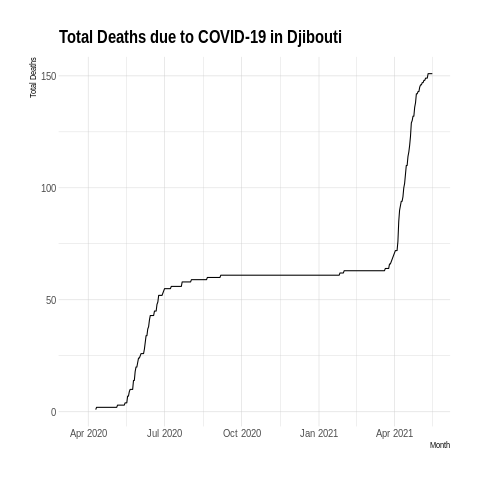 Total Deaths due to COVID-19 in Djibouti
Total Deaths
150
100
50
0
Apr 2020 Jul 2020 Oct 2020 Jan 2021 Apr 2021
Month